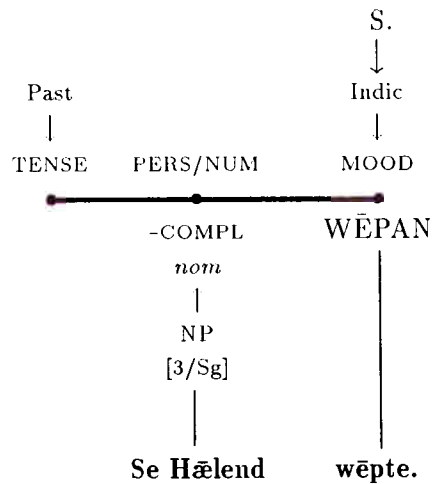 S.
Past Indic
TENSE PERS/NUM MOOD
-COMPL WĒPAN
nom
NP
[3/Sg]
Se Hǣlend wēpte.